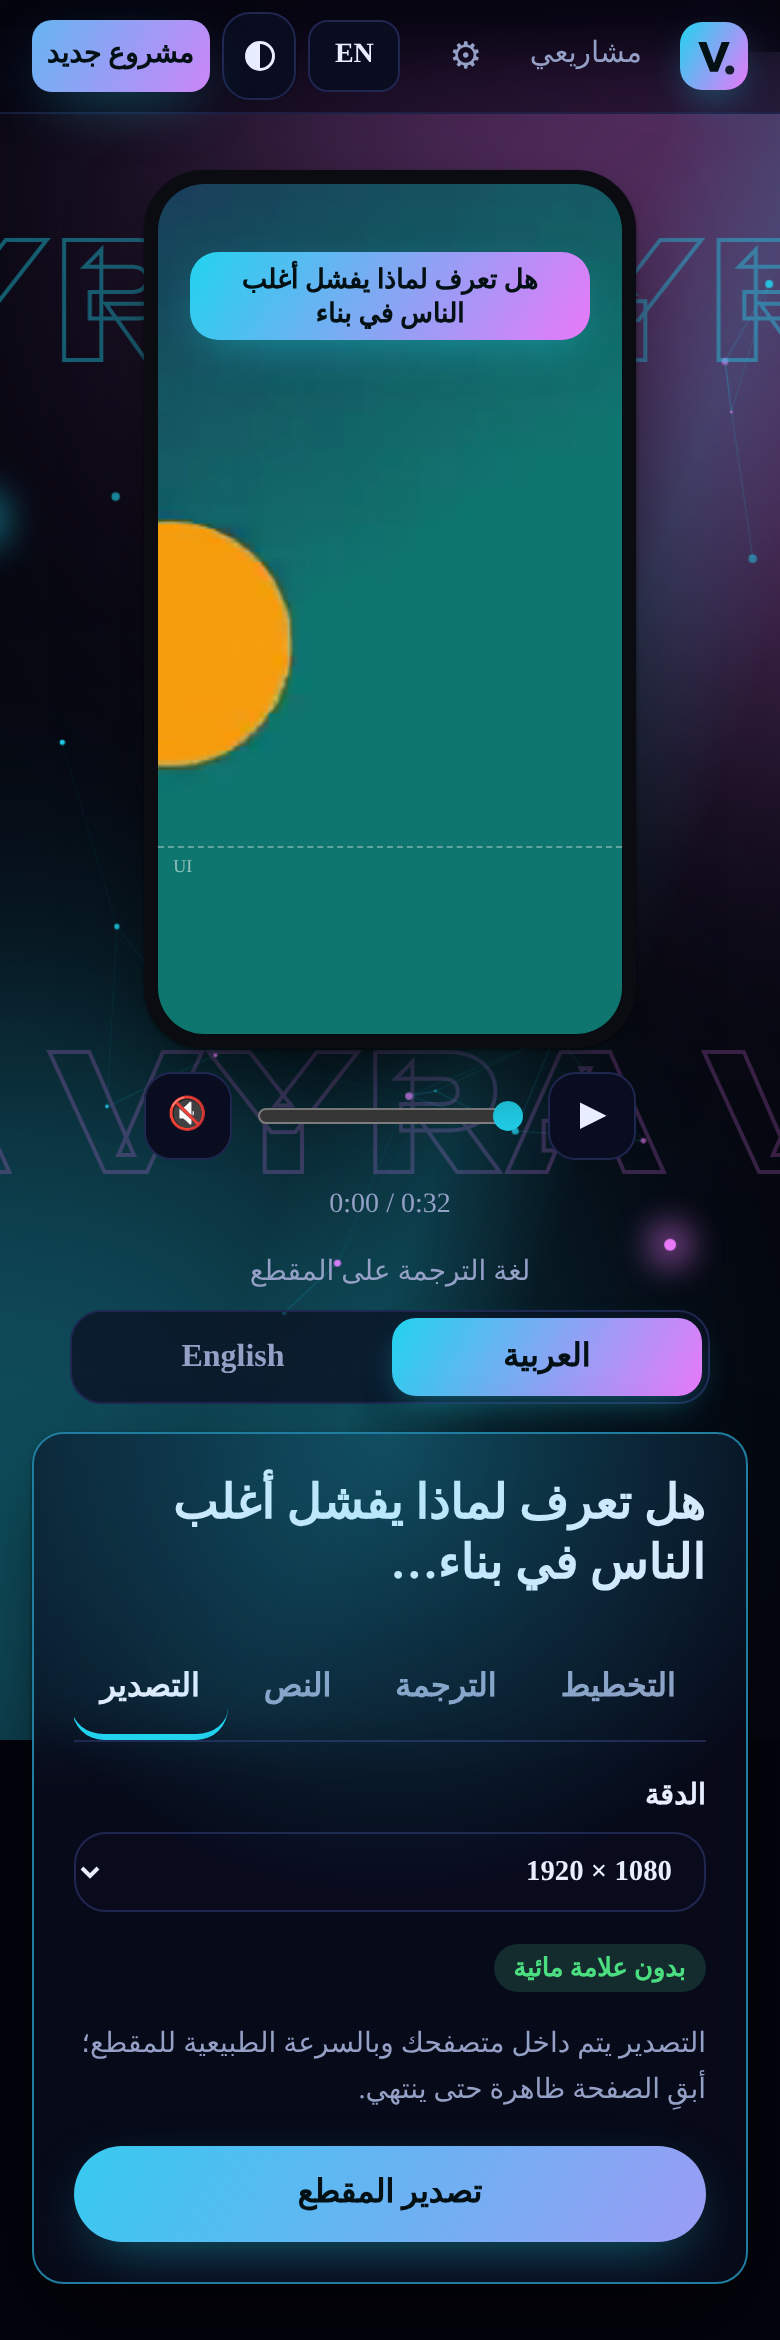 V.
مشاريعي
EN
مشروع جديد
هل تعرف لماذا يفشل أغلب
الناس في بناء
UI
VYRA
0:00 / 0:32
لغة الترجمة على المقطع
العربية
English
هل تعرف لماذا يفشل أغلب
الناس في بناء...
التخطيط
الترجمة
النص
التصدير
الدقة
1080 × 1920
بدون علامة مائية
التصدير يتم داخل متصفحك وبالسرعة الطبيعية للمقطع؛
أبقِ الصفحة ظاهرة حتى ينتهي.
تصدير المقطع